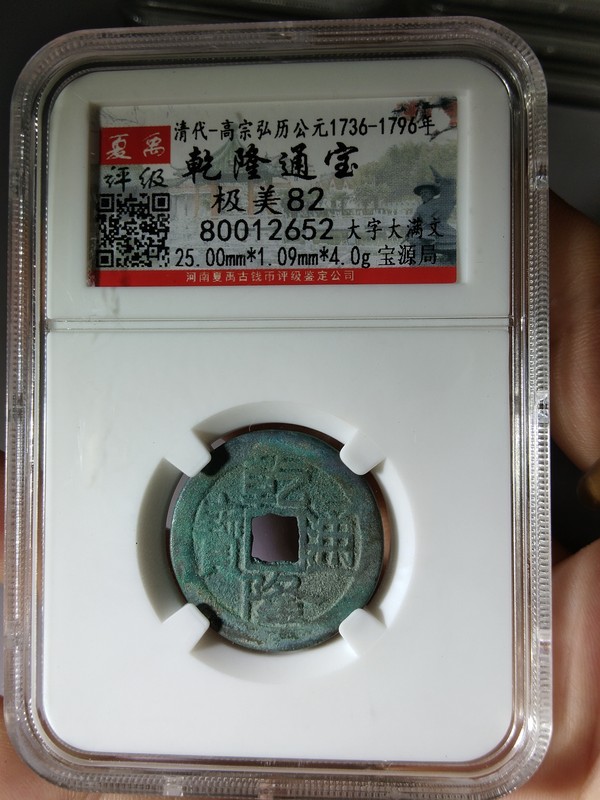 清代-高宗弘历公元1736-1796年
夏禹
评级
乾隆通宝
极美82
80012652 大字大满文
25.00mm*1.09mm*4.0g 宝源局
河南夏禹古钱币评级鉴定公司
乾隆通寶